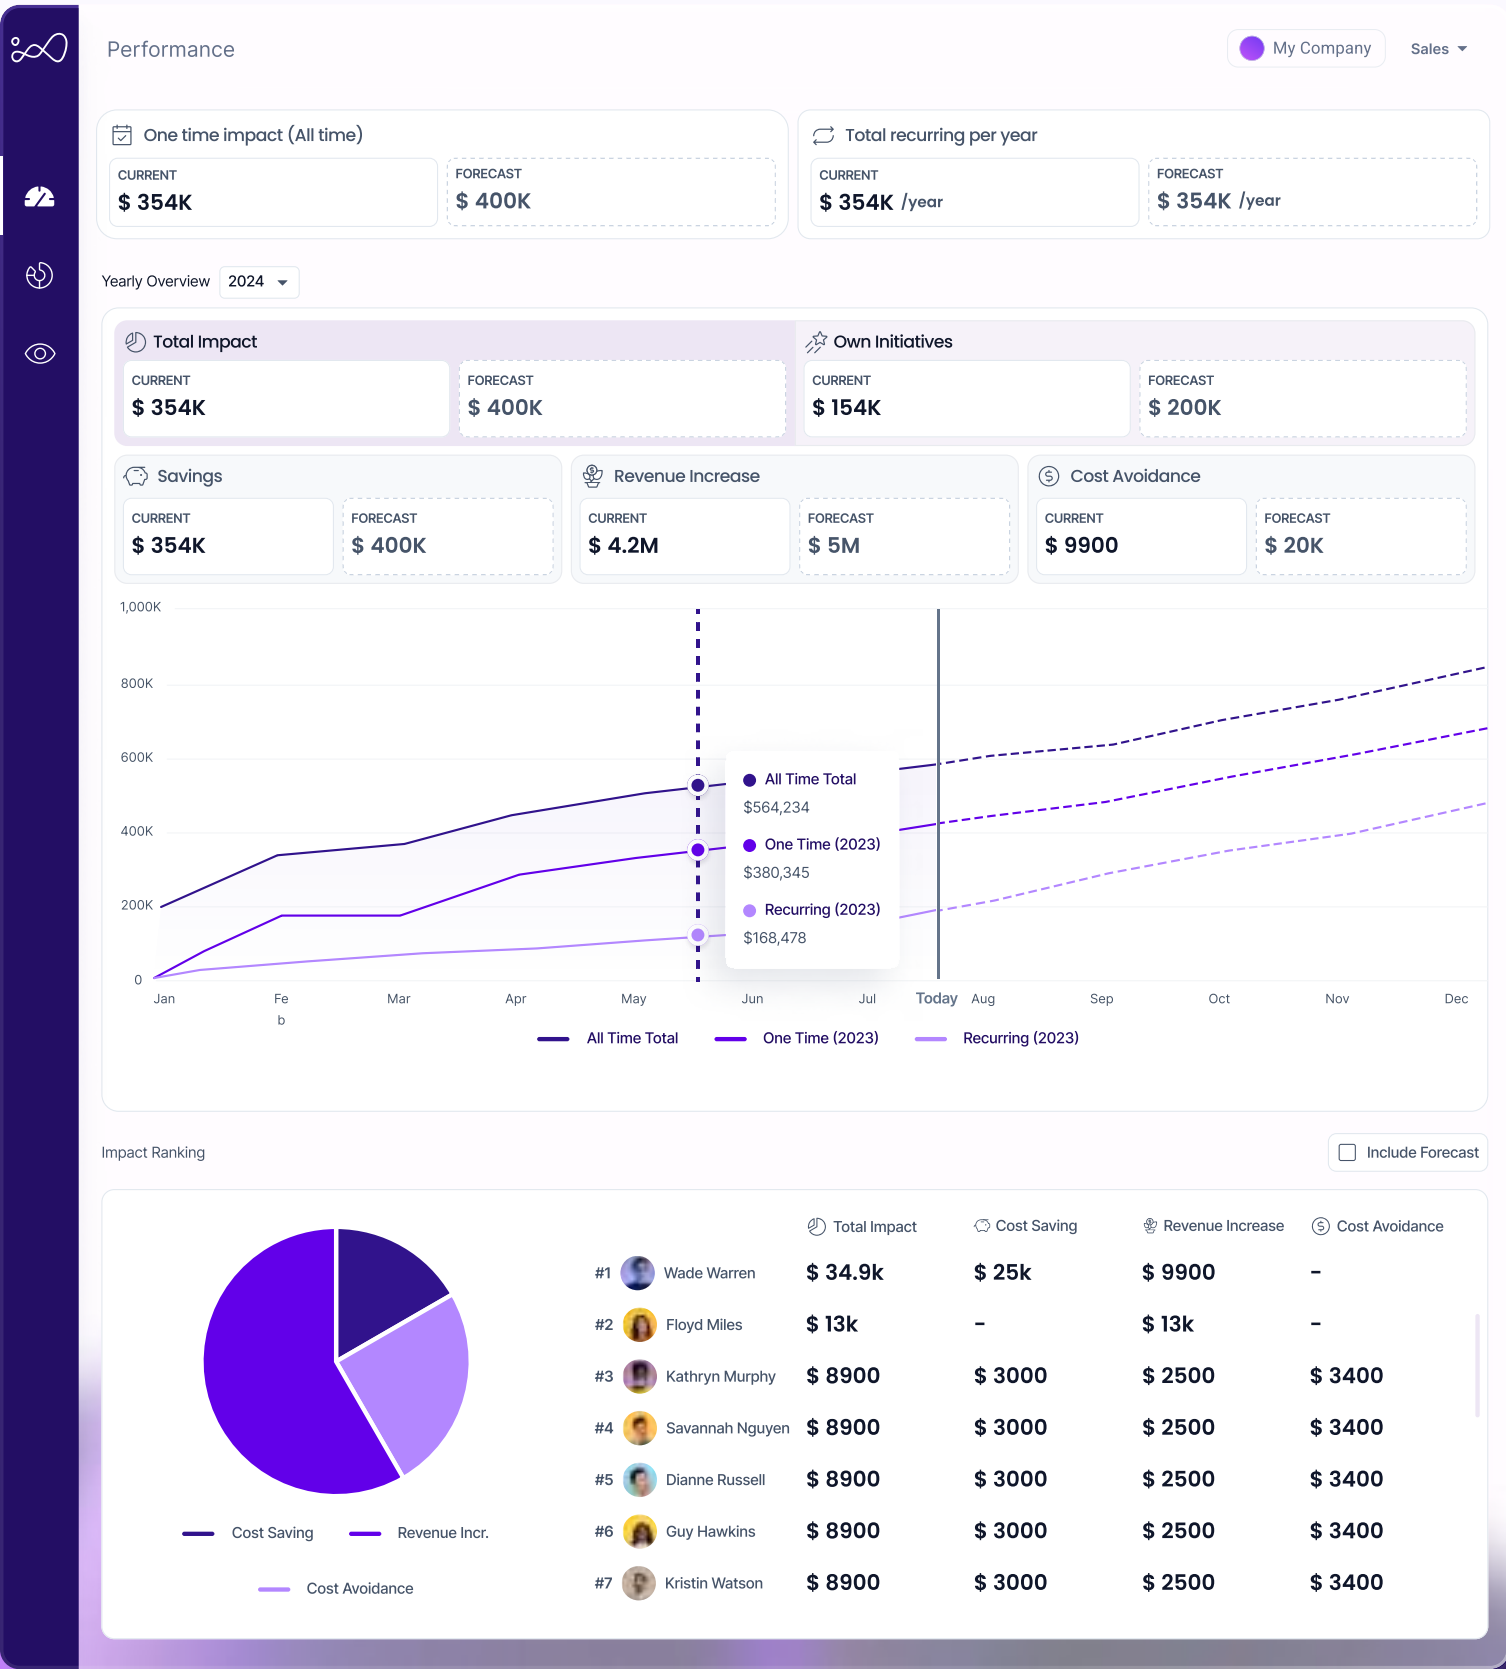 Performance
My Company
Sales
One time impact (All time)
Total recurring per year
CURRENT
$ 354K
FORECAST
$ 400K
CURRENT
$ 354K /year
FORECAST
$ 354K /year
Yearly Overview
2024
Total Impact
Own Initiatives
CURRENT
$ 354K
FORECAST
$ 400K
CURRENT
$ 154K
FORECAST
$ 200K
Savings
Revenue Increase
Cost Avoidance
CURRENT
$ 354K
FORECAST
$ 400K
CURRENT
$ 4.2M
FORECAST
$ 5M
CURRENT
$ 9900
FORECAST
$ 20K
1,000K
800K
600K
400K
200K
0
All Time Total
$564,234
One Time (2023)
$380,345
Recurring (2023)
$168,478
Jan
Fe
b
Mar
Apr
May
Jun
Jul
Today
Aug
Sep
Oct
Nov
Dec
All Time Total
One Time (2023)
Recurring (2023)
Impact Ranking
Include Forecast
Total Impact Cost Saving Revenue Increase Cost Avoidance
#1 Wade Warren $ 34.9k $ 25k $ 9900 -
#2 Floyd Miles $ 13k - $ 13k -
#3 Kathryn Murphy $ 8900 $ 3000 $ 2500 $ 3400
#4 Savannah Nguyen $ 8900 $ 3000 $ 2500 $ 3400
#5 Dianne Russell $ 8900 $ 3000 $ 2500 $ 3400
#6 Guy Hawkins $ 8900 $ 3000 $ 2500 $ 3400
#7 Kristin Watson $ 8900 $ 3000 $ 2500 $ 3400
Cost Saving
Revenue Incr.
Cost Avoidance